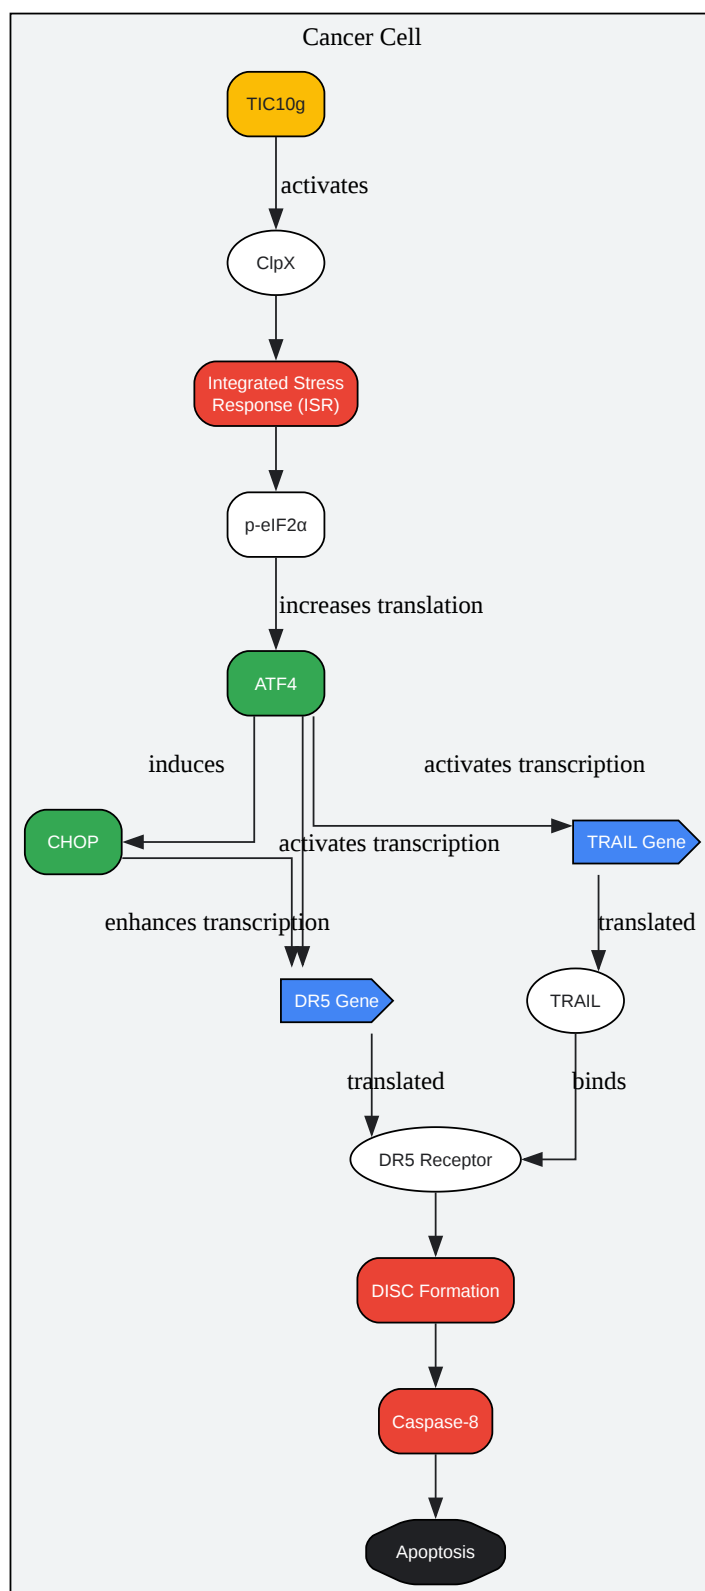 Cancer Cell
TIC10g
activates
ClpX
Integrated Stress
Response (ISR)
p-eIF2α
increases translation
ATF4
induces
activates transcription
CHOP
activates transcription
TRAIL Gene
enhances transcription
translated
DR5 Gene
TRAIL
translated
binds
DR5 Receptor
DISC Formation
Caspase-8
Apoptosis